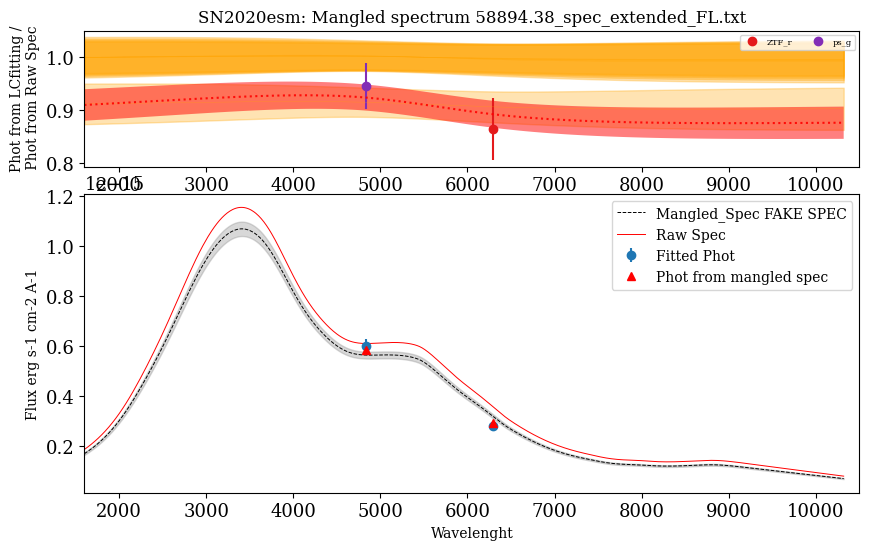 SN2020esm: Mangled spectrum 58894.38_spec_extended_FL.txt
Phot from LCfitting /
Phot from Raw Spec
1.0
0.9
0.8
ZTF_r
ps_g
2000 3000 4000 5000 6000 7000 8000 9000 10000
1e−15
1.2
1.0
0.8
0.6
0.4
0.2
Flux erg s-1 cm-2 A-1
Mangled_Spec FAKE SPEC
Raw Spec
Fitted Phot
Phot from mangled spec
2000 3000 4000 5000 6000 7000 8000 9000 10000
Wavelenght